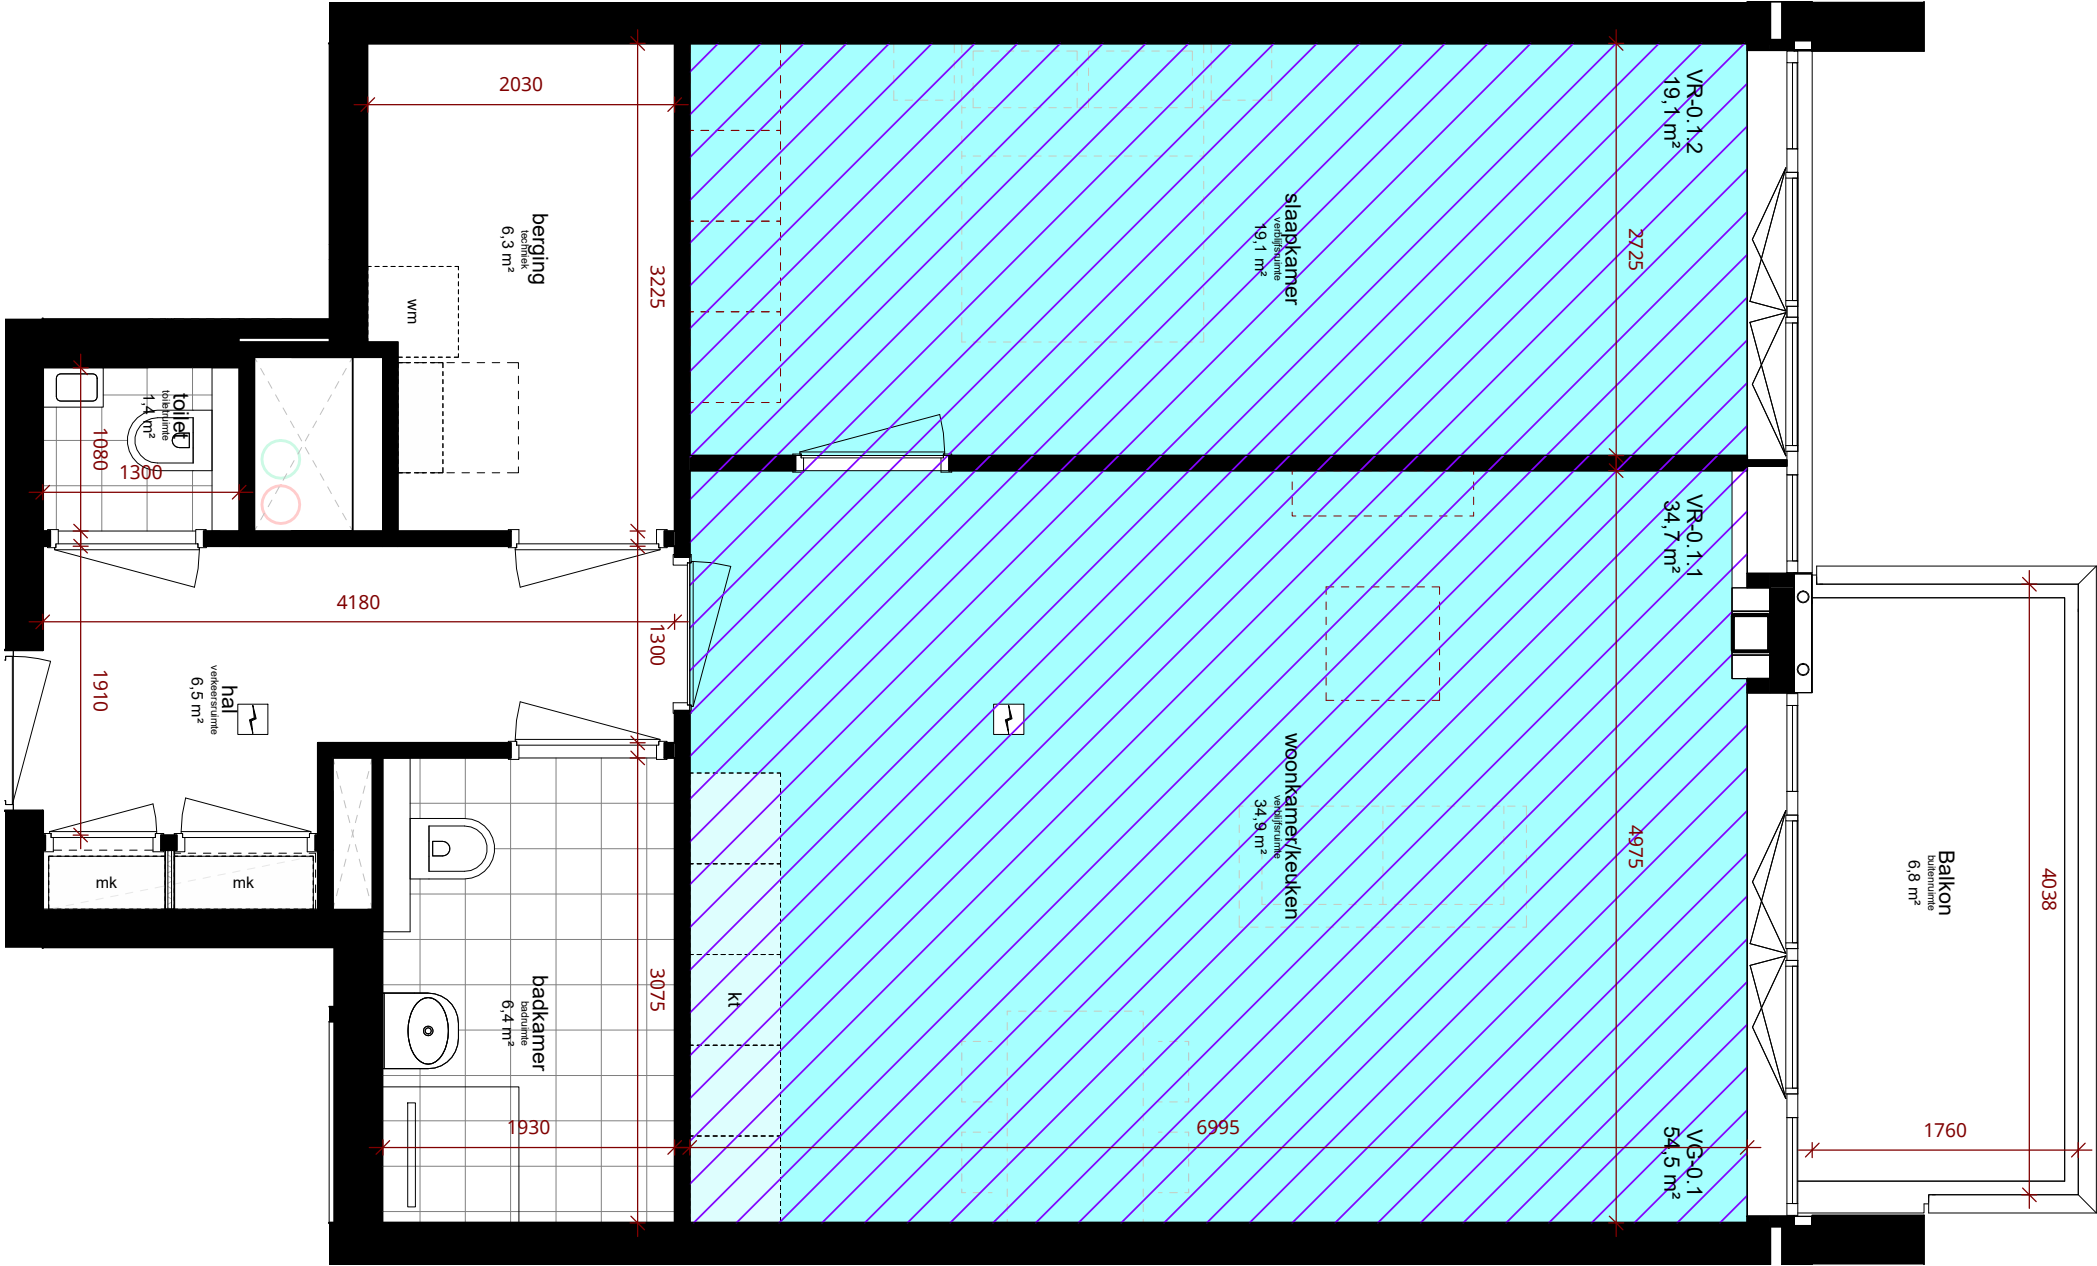 2030
3225
berging
techniek
6,3 m²
wm
slaapkamer
verblijfsruimte
19,1 m²
VR-0.1.2
19,1 m²
2725
toilet
toiletruimte
1,4 m²
1080
1300
4180
1300
1910
hal
verkeersruimte
6,5 m²
mk
mk
badkamer
badruimte
6,4 m²
3075
1930
kt
woonkamer/keuken
verblijfsruimte
34,9 m²
VR-0.1.1
34,7 m²
4975
6995
VG-0.1
54,5 m²
Balkon
buitenruimte
6,8 m²
4038
1760